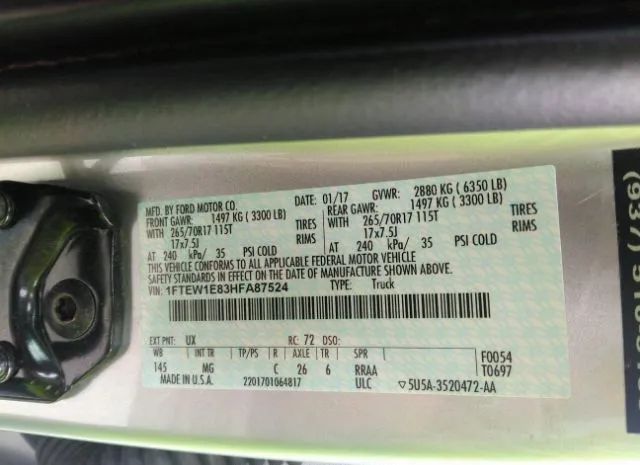 MFD. BY FORD MOTOR CO. DATE: 01/17 GVWR: 2880 KG ( 6350 LB)
FRONT GAWR: 1497 KG ( 3300 LB) REAR GAWR: 1497 KG ( 3300 LB)
WITH 265/70R17 115T TIRES WITH 265/70R17 115T TIRES
17x7.5J RIMS 17x7.5J RIMS
AT 240 kPa/ 35 PSI COLD AT 240 kPa/ 35 PSI COLD
THIS VEHICLE CONFORMS TO ALL APPLICABLE FEDERAL MOTOR VEHICLE
SAFETY STANDARDS IN EFFECT ON THE DATE OF MANUFACTURE SHOWN ABOVE.
VIN: 1FTEW1E83HFA87524 TYPE: Truck
EXT PNT: UX RC: 72 DSO:
WB INT TR TP/PS R AXLE TR SPR F0054
145 MG C 26 6 RRAA T0697
MADE IN U.S.A. 2201701064817 ULC 5U5A-3520472-AA